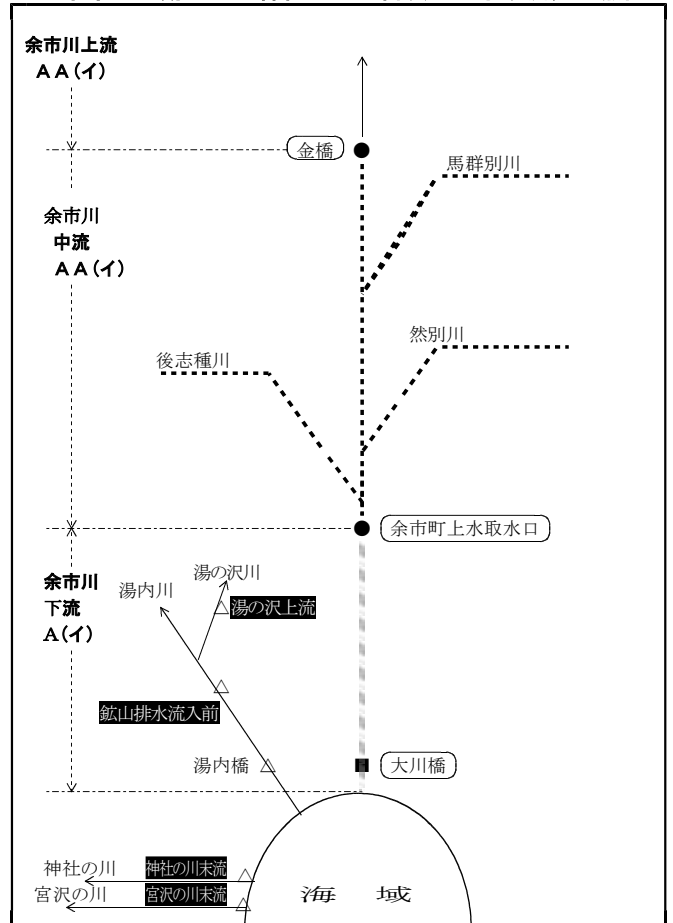 余市川上流
AA(イ)
金橋
馬群別川
余市川
中流
AA(イ)
然別川
後志種川
余市町上水取水口
湯の沢川
余市川
下流
A(イ)
湯内川
湯の沢上流
鉱山排水流入前
湯内橋
大川橋
神社の川
神社の川末流
宮沢の川
宮沢の川末流
海 域